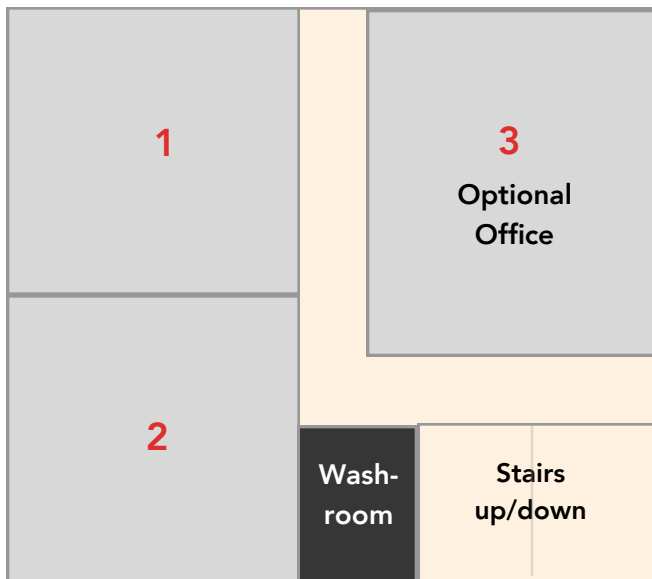 1
3
Optional
Office
2
Wash-
room
Stairs
up/down